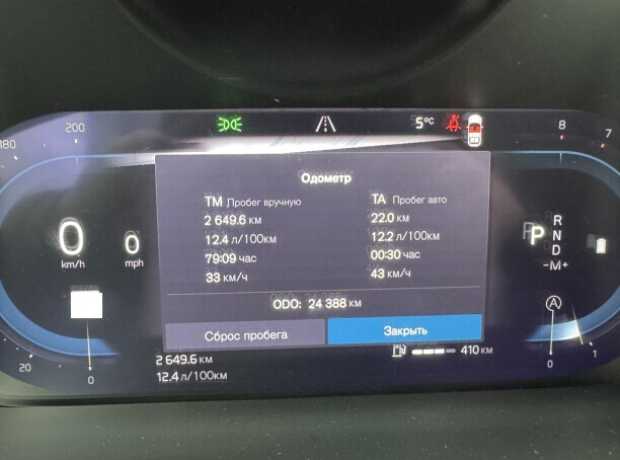 180
200
5°C
8
7
Одометр
TM Пробег вручную
TA Пробег авто
2 649.6 км
22.0 км
12.4 л/100км
12.2 л/100км
79:09 час
00:30 час
33 км/ч
43 км/ч
ODO: 24 388 км
Сброс пробега
Закрыть
0
km/h
0
mph
P
R
N
D
-M+
A
2 649.6 км
12.4 л/100км
410 км
20
0
0
1